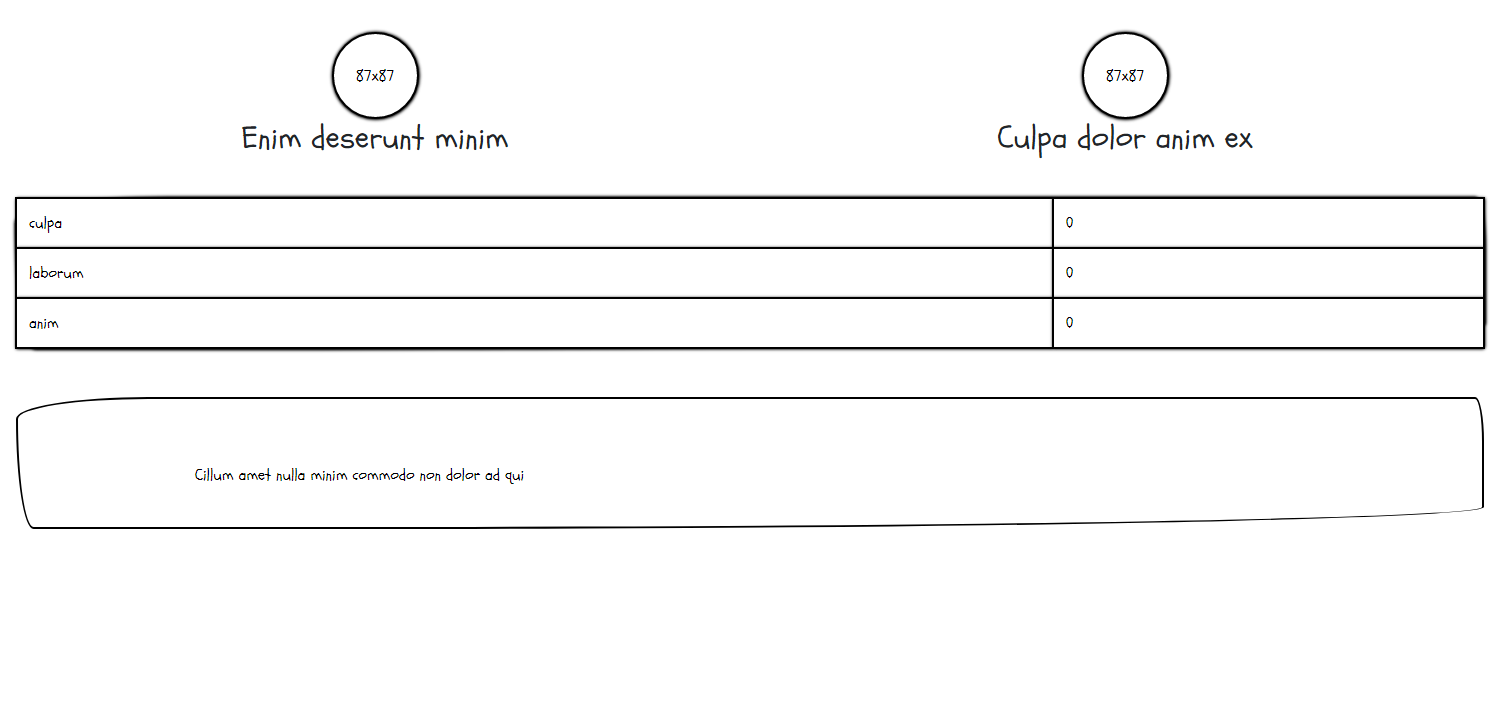 87x87
Enim deserunt minim
87x87
Culpa dolor anim ex
culpa 0
laborum 0
anim 0
Cillum amet nulla minim commodo non dolor ad qui